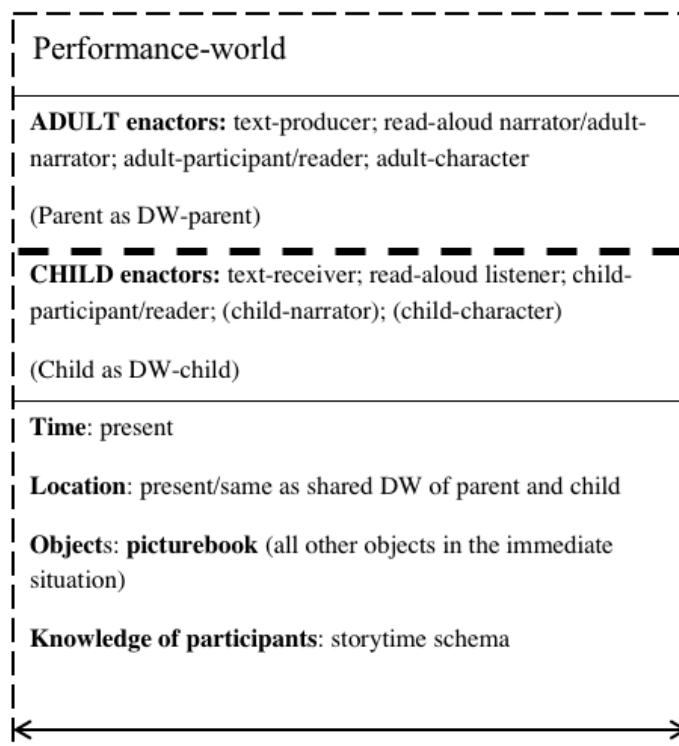 Performance-world
ADULT enactors: text-producer; read-aloud narrator/adult-
narrator; adult-participant/reader; adult-character
(Parent as DW-parent)
CHILD enactors: text-receiver; read-aloud listener; child-
participant/reader; (child-narrator); (child-character)
(Child as DW-child)
Time: present
Location: present/same as shared DW of parent and child
Objects: picturebook (all other objects in the immediate
situation)
Knowledge of participants: storytime schema